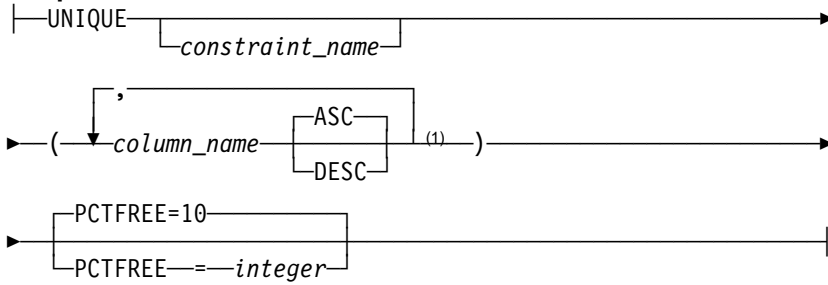 UNIQUE
constraint_name
,
ASC
( column_name (1) )
DESC
PCTFREE=10
PCTFREE = integer